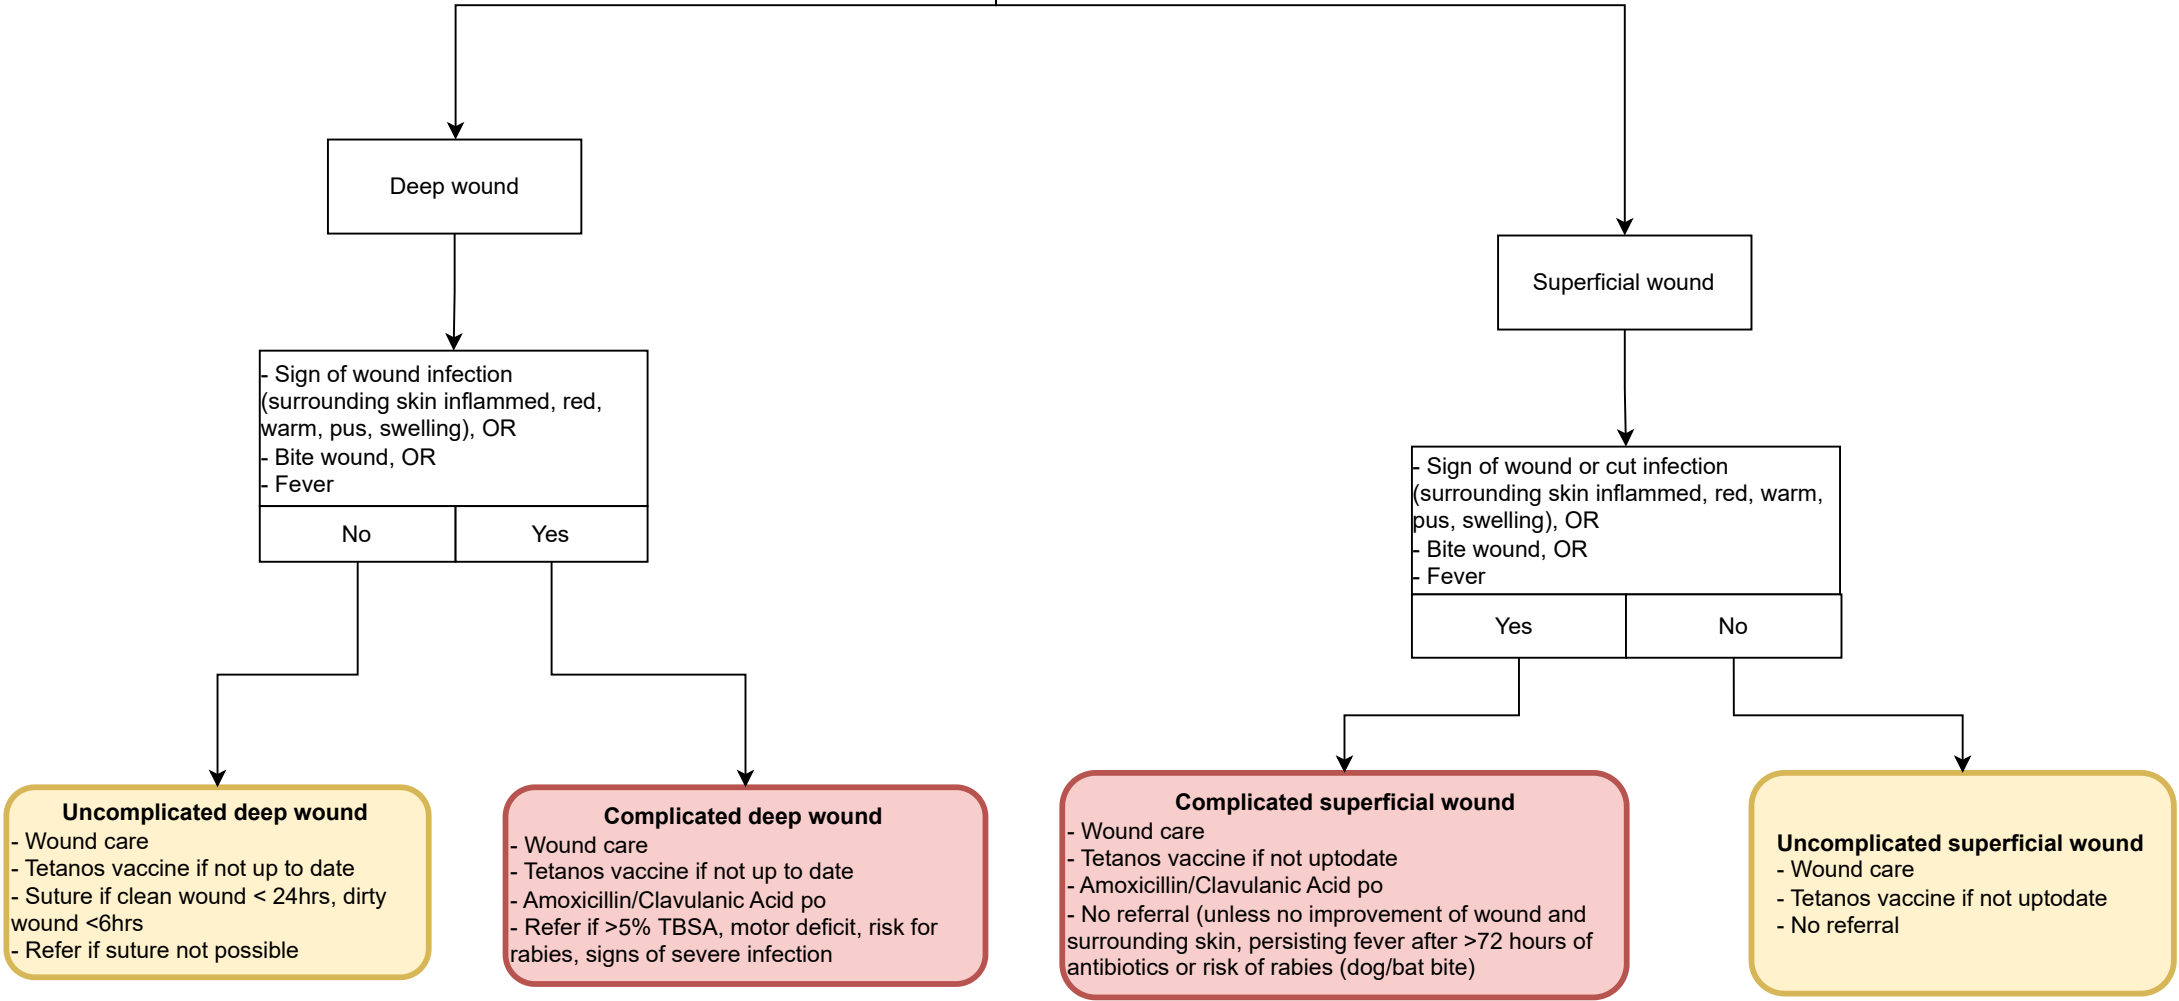 Deep wound
Superficial wound
- Sign of wound infection
(surrounding skin inflammed, red,
warm, pus, swelling), OR
- Bite wound, OR
- Fever
No
Yes
- Sign of wound or cut infection
(surrounding skin inflammed, red, warm,
pus, swelling), OR
- Bite wound, OR
- Fever
Yes
No
Uncomplicated deep wound
- Wound care
- Tetanos vaccine if not up to date
- Suture if clean wound < 24hrs, dirty
wound <6hrs
- Refer if suture not possible
Complicated deep wound
- Wound care
- Tetanos vaccine if not up to date
- Amoxicillin/Clavulanic Acid po
- Refer if >5% TBSA, motor deficit, risk for
rabies, signs of severe infection
Complicated superficial wound
- Wound care
- Tetanos vaccine if not uptodate
- Amoxicillin/Clavulanic Acid po
- No referral (unless no improvement of wound and
surrounding skin, persisting fever after >72 hours of
antibiotics or risk of rabies (dog/bat bite)
Uncomplicated superficial wound
- Wound care
- Tetanos vaccine if not uptodate
- No referral